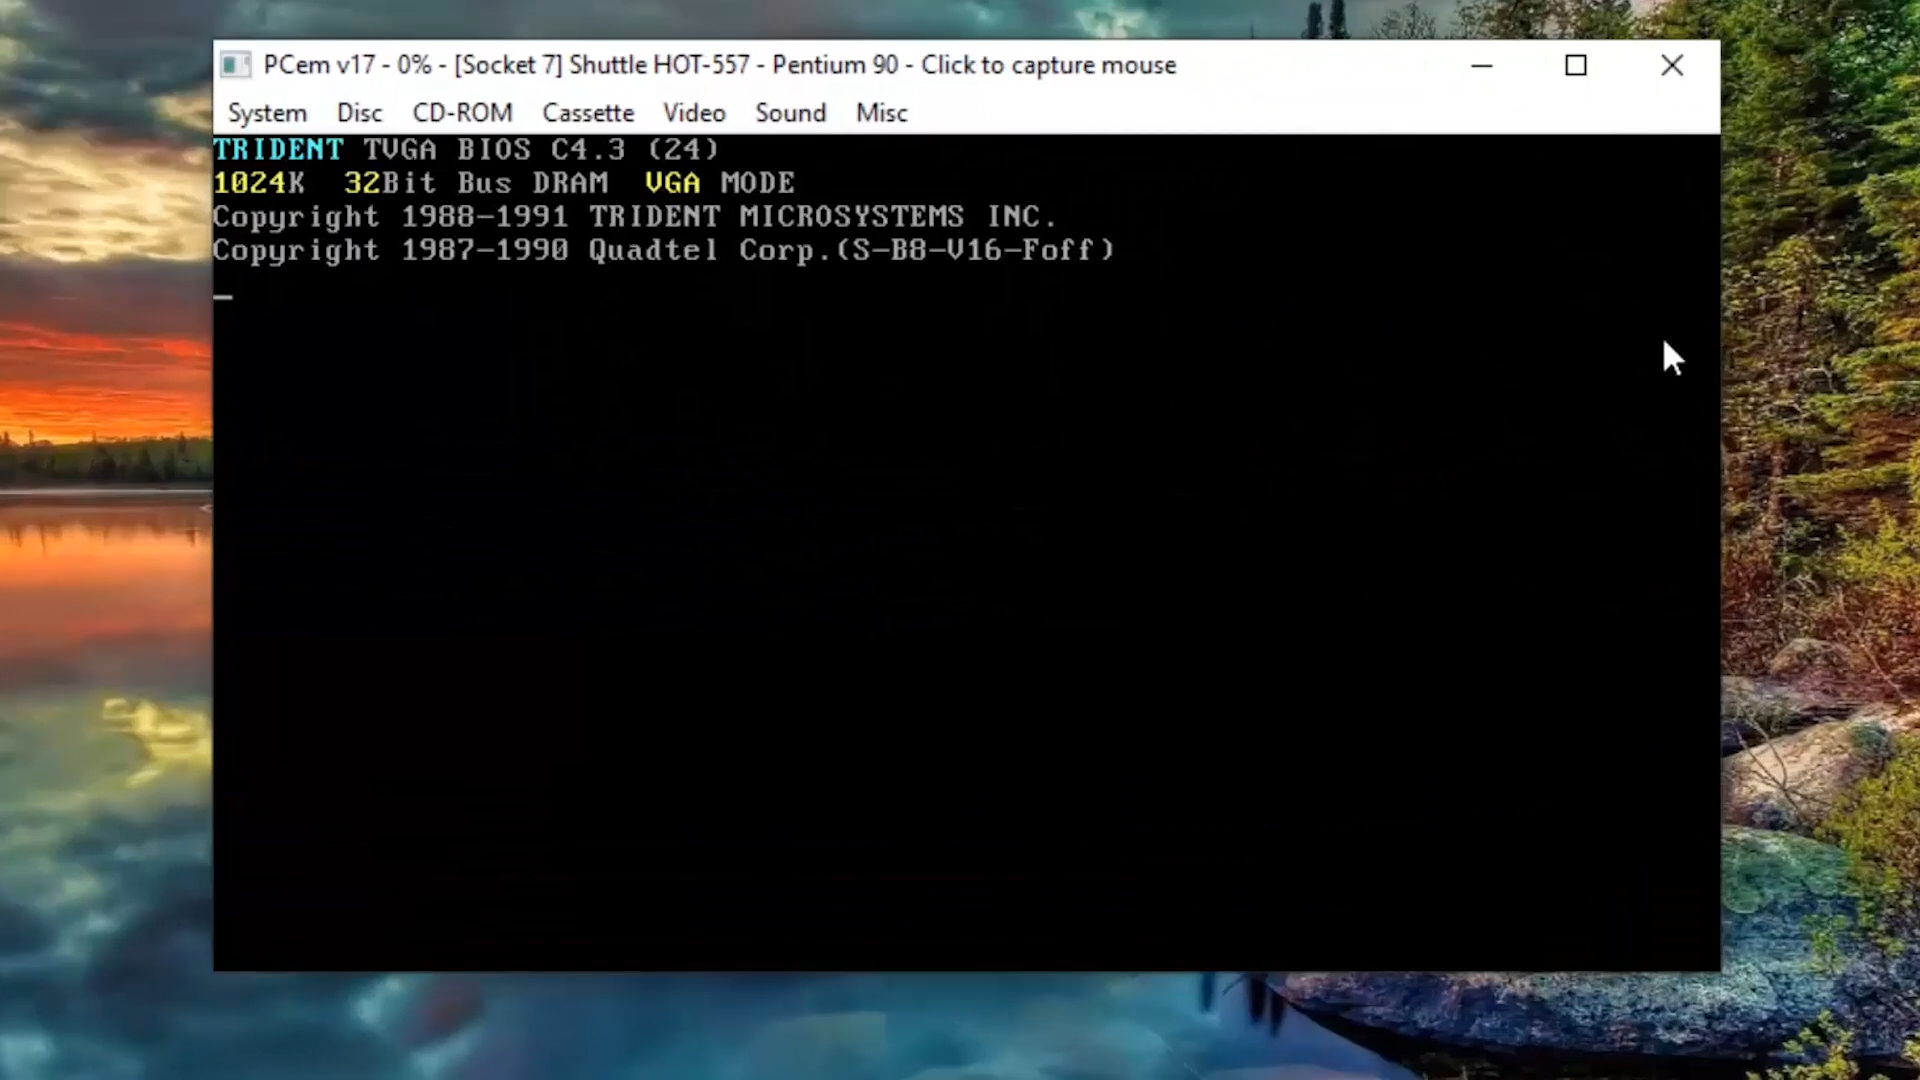 PCem v17 - 0% - [Socket 7] Shuttle HOT-557 - Pentium 90 - Click to capture mouse
System Disc CD-ROM Cassette Video Sound Misc
TRIDENT TVGA BIOS C4.3 (24)
1024K 32Bit Bus DRAM VGA MODE
Copyright 1988-1991 TRIDENT MICROSYSTEMS INC.
Copyright 1987-1990 Quadtel Corp.(S-B8-V16-Foff)
_